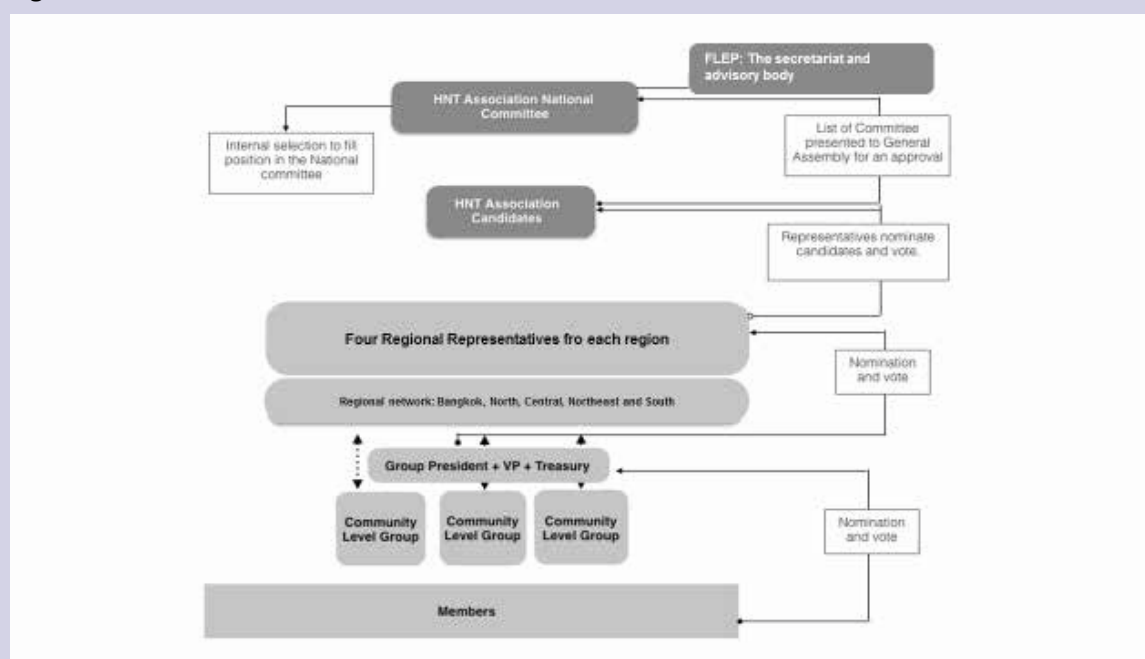 FLEP: The secretariat and
advisory body
HNT Association National
Committee
List of Committee
presented to General
Assembly for an approval
Internal selection to fill
position in the National
committee
HNT Association
Candidates
Representatives nominate
candidates and vote.
Four Regional Representatives fro each region
Nomination
and vote
Regional network: Bangkok, North, Central, Northeast and South
Group President + VP + Treasury
Community
Level Group
Community
Level Group
Community
Level Group
Nomination
and vote
Members